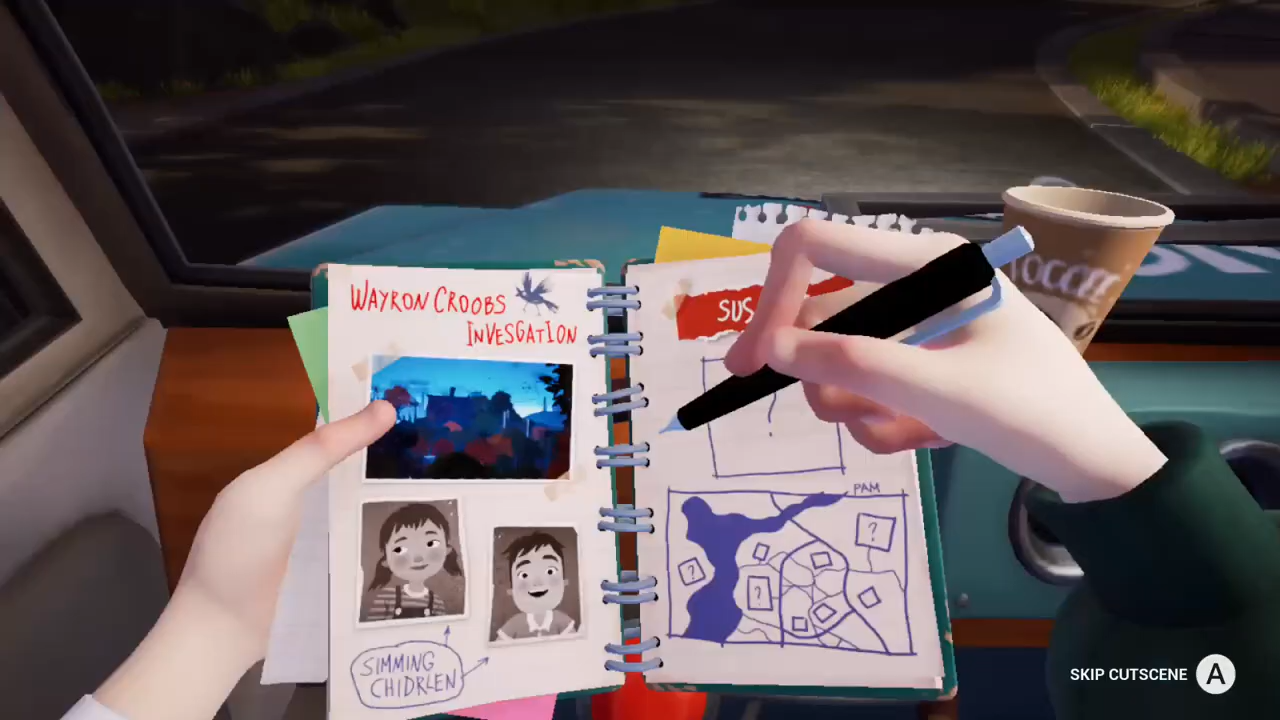 WAYRON CROOBS
INVESGATION
SUS
PAM
?
?
?
?
SIMMING
CHIDRLEN
SKIP CUTSCENE A